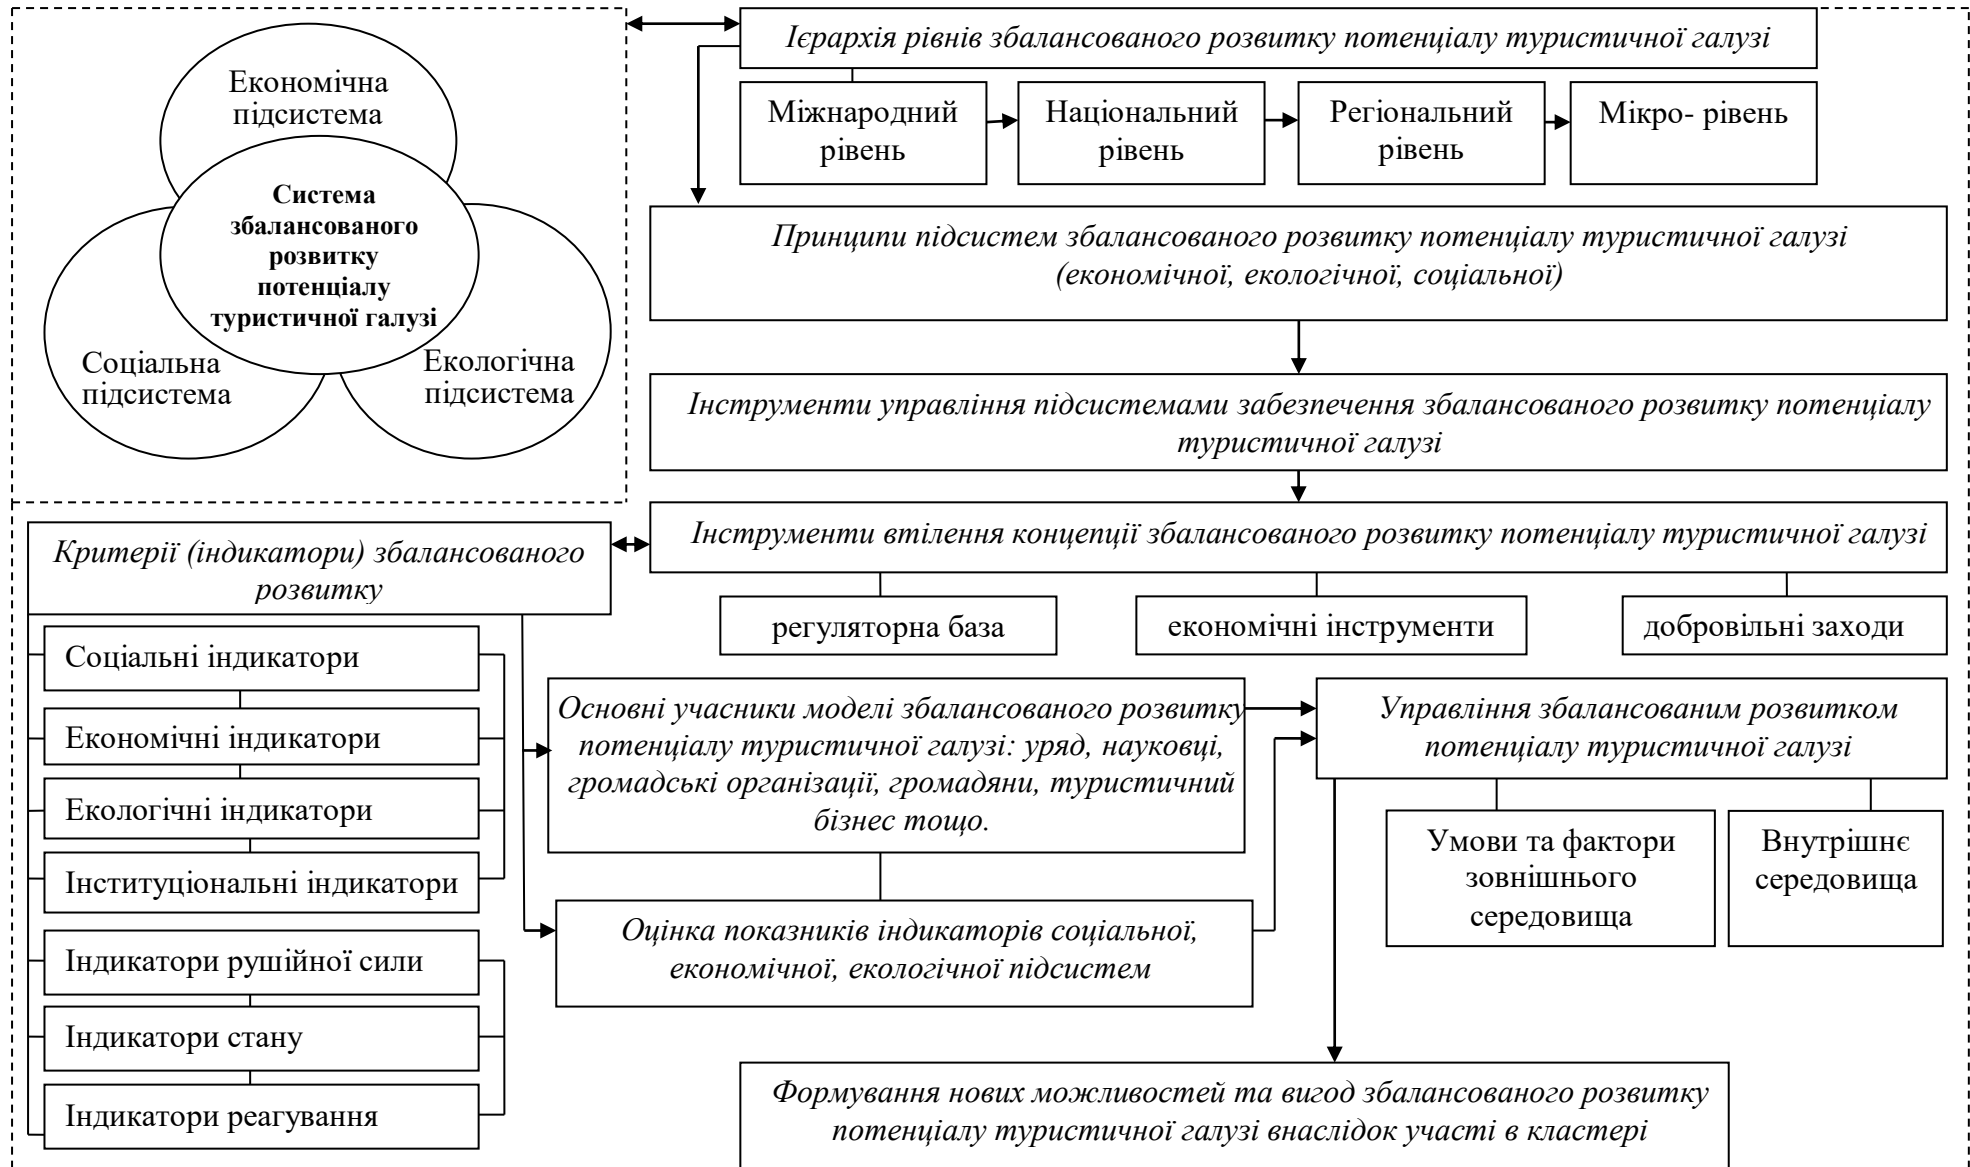 Економічна
підсистема
Система
збалансованого
розвитку
потенціалу
туристичної галузі
Соціальна
підсистема
Екологічна
підсистема
Ієрархія рівнів збалансованого розвитку потенціалу туристичної галузі
Міжнародний
рівень
Національний
рівень
Регіональний
рівень
Мікро- рівень
Принципи підсистем збалансованого розвитку потенціалу туристичної галузі
(економічної, екологічної, соціальної)
Інструменти управління підсистемами забезпечення збалансованого розвитку потенціалу
туристичної галузі
Інструменти втілення концепції збалансованого розвитку потенціалу туристичної галузі
регуляторна база
економічні інструменти
добровільні заходи
Критерії (індикатори) збалансованого
розвитку
Соціальні індикатори
Економічні індикатори
Екологічні індикатори
Інституціональні індикатори
Індикатори рушійної сили
Індикатори стану
Індикатори реагування
Основні учасники моделі збалансованого розвитку
потенціалу туристичної галузі: уряд, науковці,
громадські організації, громадяни, туристичний
бізнес тощо.
Оцінка показників індикаторів соціальної,
економічної, екологічної підсистем
Управління збалансованим розвитком
потенціалу туристичної галузі
Умови та фактори
зовнішнього
середовища
Внутрішнє
середовища
Формування нових можливостей та вигод збалансованого розвитку
потенціалу туристичної галузі внаслідок участі в кластері